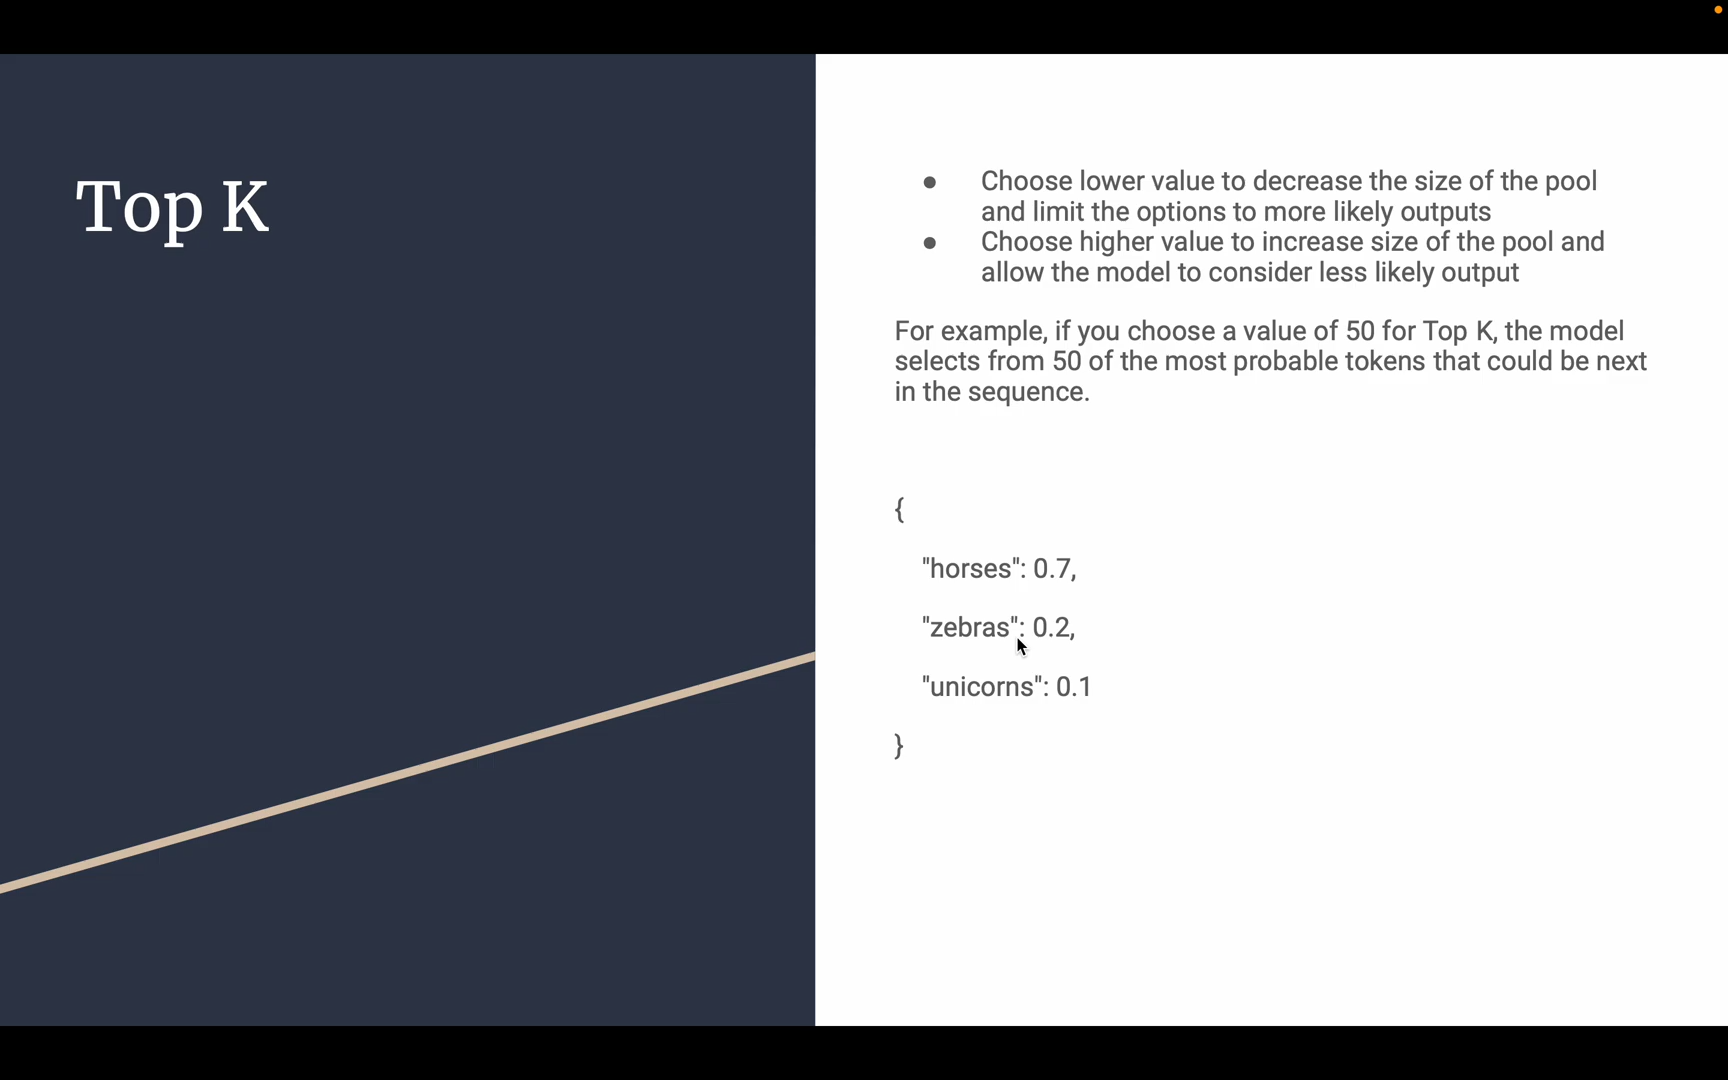 Top K
● Choose lower value to decrease the size of the pool
and limit the options to more likely outputs
● Choose higher value to increase size of the pool and
allow the model to consider less likely output
For example, if you choose a value of 50 for Top K, the model
selects from 50 of the most probable tokens that could be next
in the sequence.
{
"horses": 0.7,
"zebras": 0.2,
"unicorns": 0.1
}